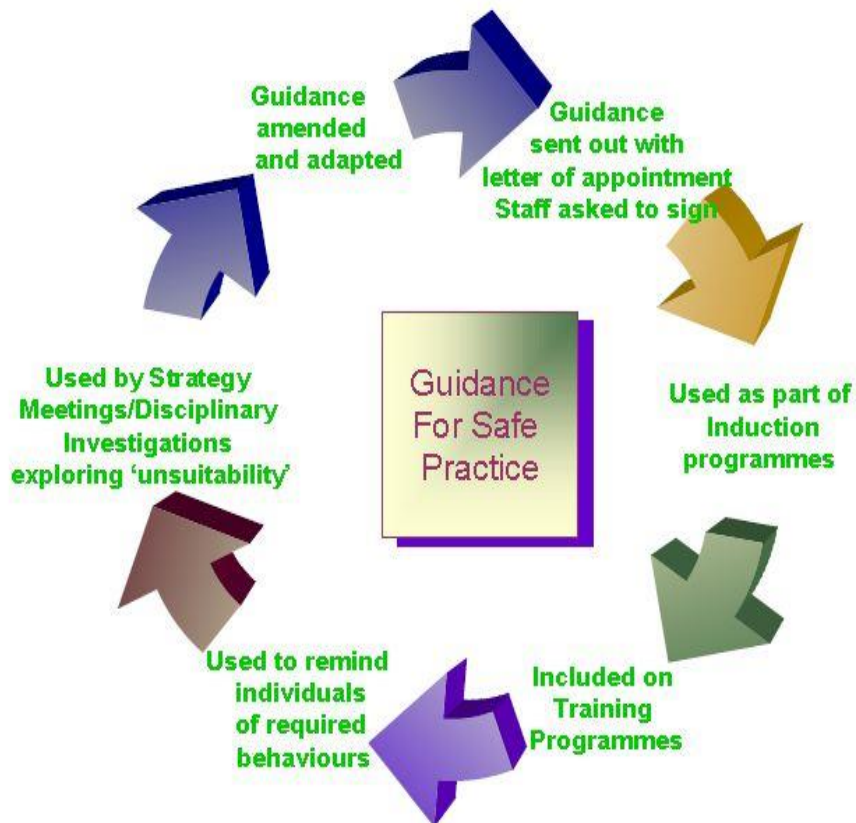 Guidance
amended
and adapted
Guidance
sent out with
letter of appointment
Staff asked to sign
Used as part of
Induction
programmes
Included on
Training
Programmes
Used to remind
individuals
of required
behaviours
Used by Strategy
Meetings/Disciplinary
Investigations
exploring ‘unsuitability’
Guidance
For Safe
Practice